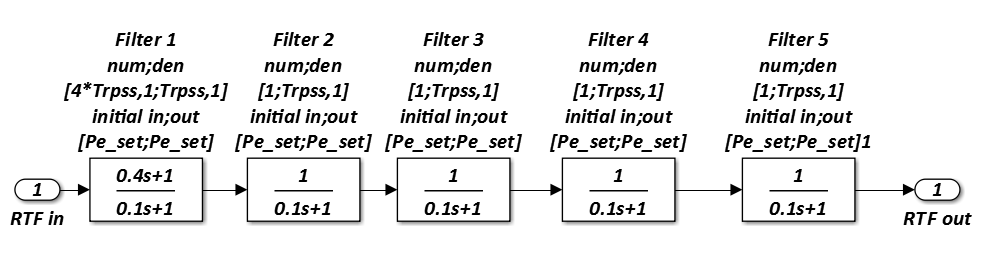 Filter 1
num;den
[4*Trpss,1;Trpss,1]
initial in;out
[Pe_set;Pe_set]
0.4s+1
0.1s+1
Filter 2
num;den
[1;Trpss,1]
initial in;out
[Pe_set;Pe_set]
1
0.1s+1
Filter 3
num;den
[1;Trpss,1]
initial in;out
[Pe_set;Pe_set]
1
0.1s+1
Filter 4
num;den
[1;Trpss,1]
initial in;out
[Pe_set;Pe_set]
1
0.1s+1
Filter 5
num;den
[1;Trpss,1]
initial in;out
[Pe_set;Pe_set]1
1
0.1s+1
1
RTF in
1
RTF out